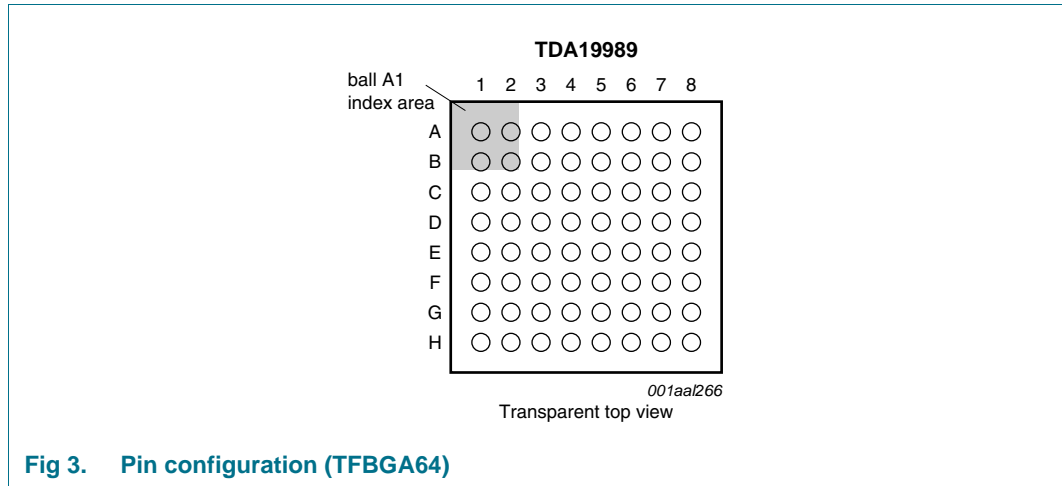 TDA19989
ball A1
index area
1 2 3 4 5 6 7 8
A
B
C
D
E
F
G
H
001aal266
Transparent top view
Fig 3. Pin configuration (TFBGA64)